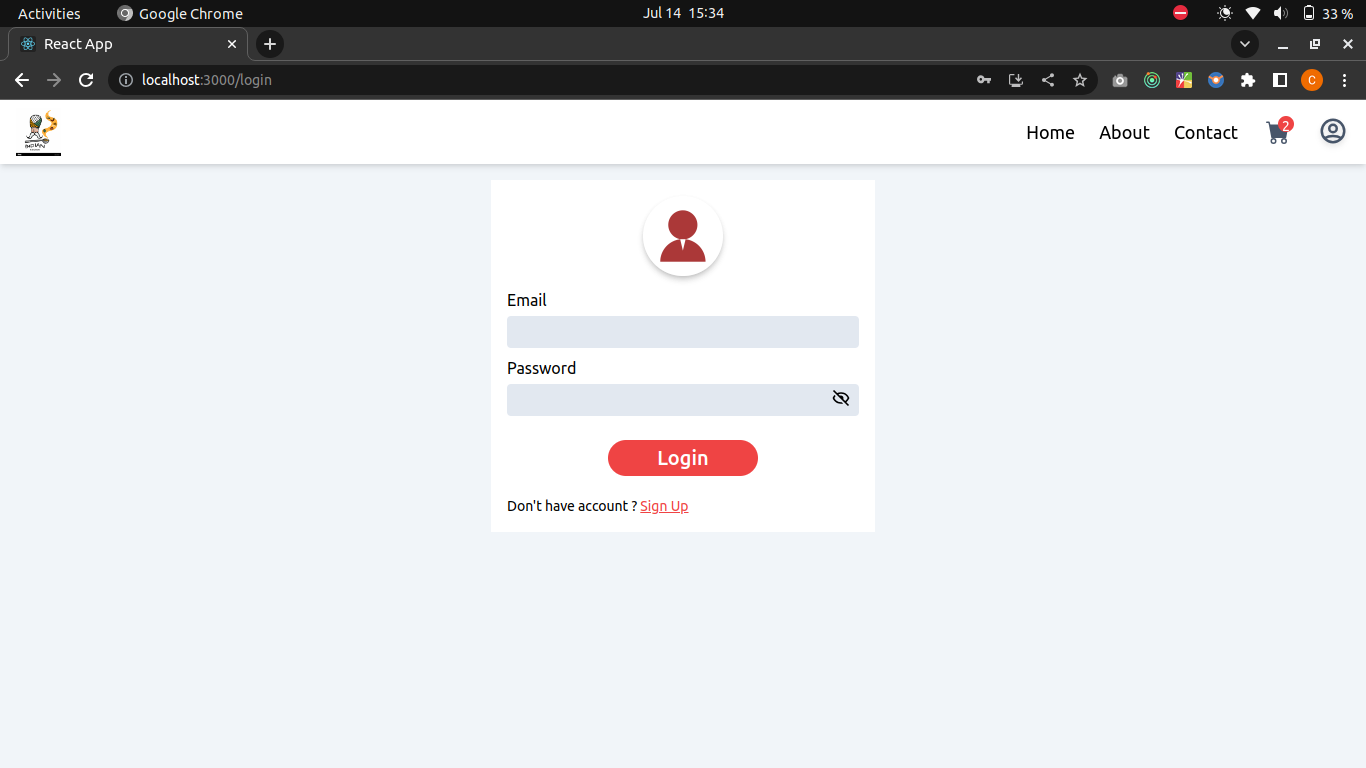 Activities Google Chrome Jul 14 15:34 33 %
React App
localhost:3000/login C
Home About Contact 2
Email
Password
Login
Don't have account ? Sign Up